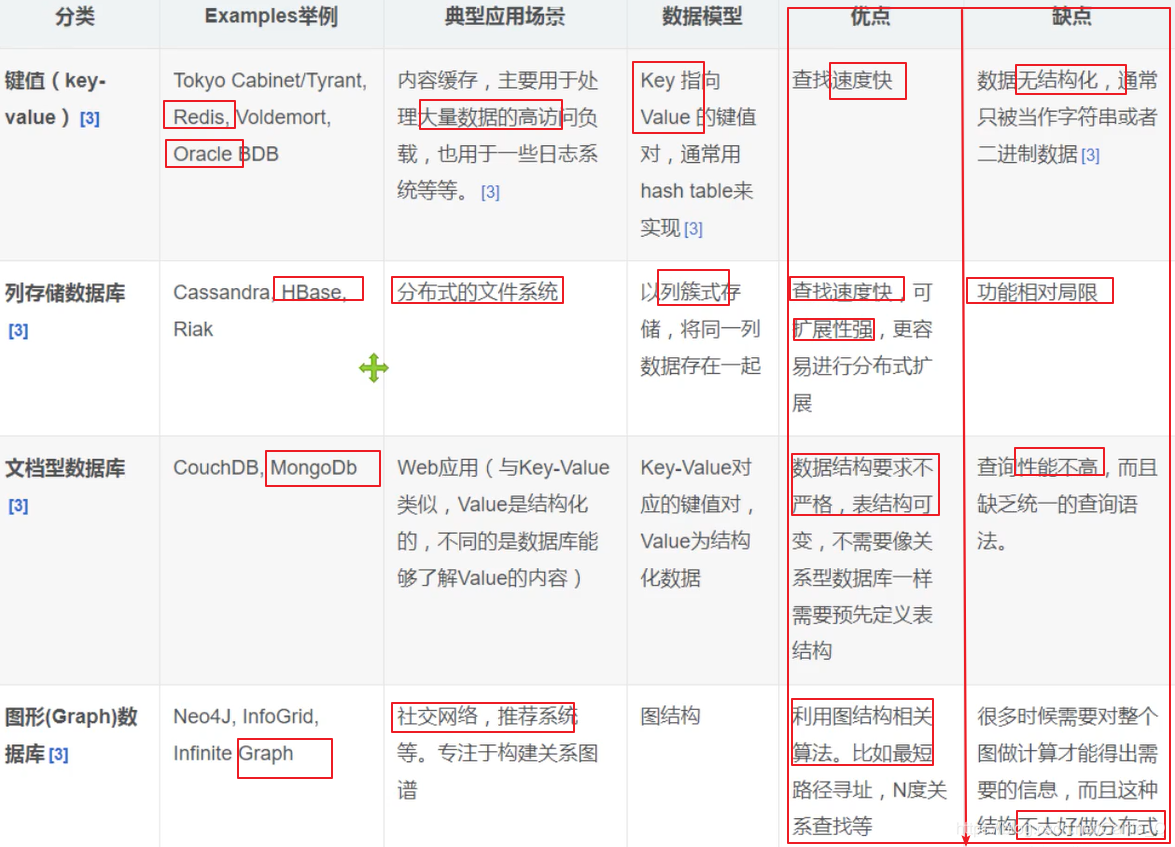 分类
Examples举例
典型应用场景
数据模型
优点
缺点
键值（key-
value）[3]
Tokyo Cabinet/Tyrant,
Redis, Voldemort,
Oracle BDB
内容缓存，主要用于处
理大量数据的高访问负
载，也用于一些日志系
统等等。 [3]
Key 指向
Value 的键值
对，通常用
hash table来
实现 [3]
查找速度快
数据无结构化，通常
只被当作字符串或者
二进制数据 [3]
列存储数据库
[3]
Cassandra, HBase,
Riak
分布式的文件系统
以列簇式存
储，将同一列
数据存在一起
查找速度快，可
扩展性强，更容
易进行分布式扩
展
功能相对局限
文档型数据库
[3]
CouchDB, MongoDb
Web应用（与Key-Value
类似，Value是结构化
的，不同的是数据库能
够了解Value的内容）
Key-Value对
应的键值对，
Value为结构
化数据
数据结构要求不
严格，表结构可
变，不需要像关
系型数据库一样
需要预先定义表
结构
查询性能不高，而且
缺乏统一的查询语
法。
图形(Graph)数
据库 [3]
Neo4J, InfoGrid,
Infinite Graph
社交网络，推荐系统
等。专注于构建关系图
谱
图结构
利用图结构相关
算法。比如最短
路径寻址，N度关
系查找等
很多时候需要对整个
图做计算才能得出需
要的信息，而且这种
结构不太好做分布式